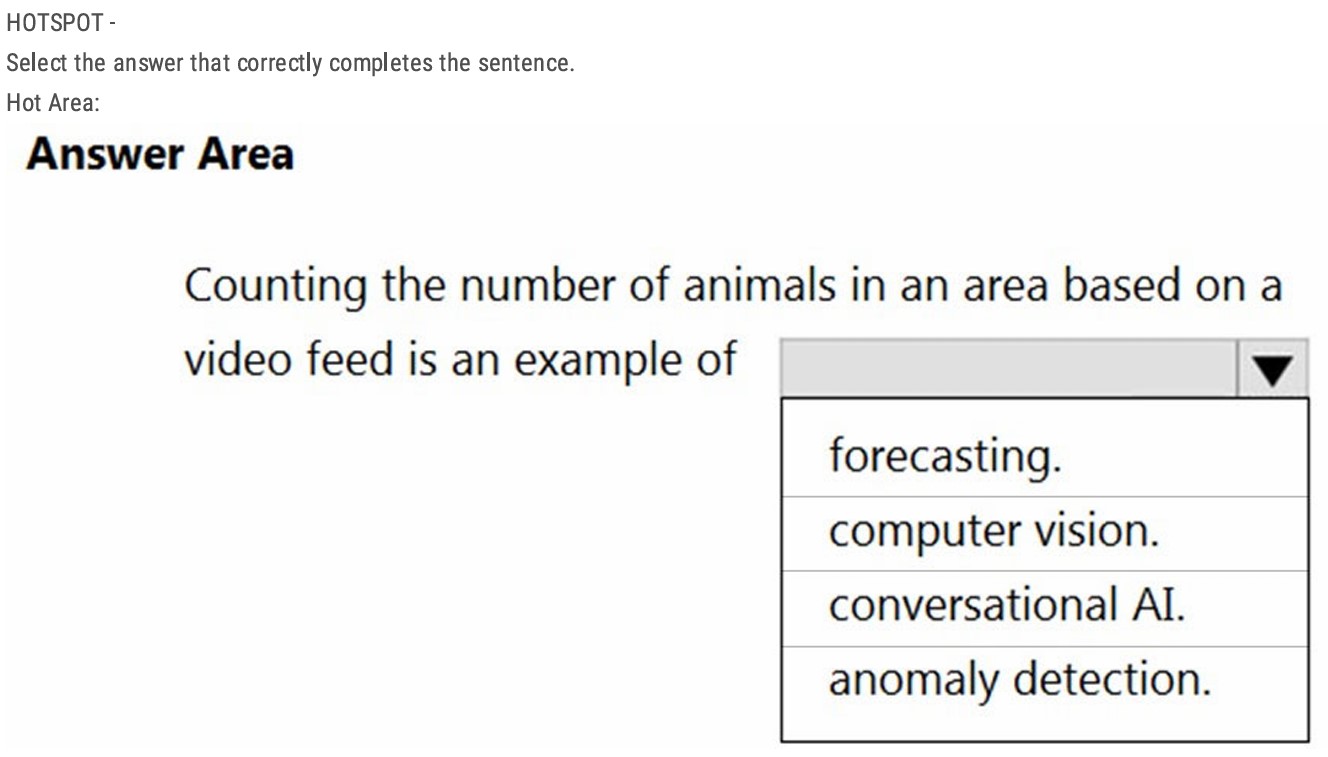 HOTSPOT -
Select the answer that correctly completes the sentence.
Hot Area:
Answer Area
Counting the number of animals in an area based on a
video feed is an example of
forecasting.
computer vision.
conversational AI.
anomaly detection.